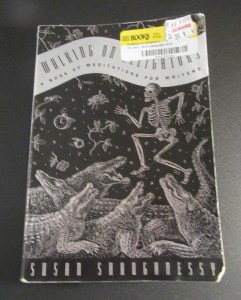 WALKING ON ALLIGATORS
A BOOK OF MEDITATIONS FOR WRITERS
BOOKS
SUSAN SHAUGHNESSY